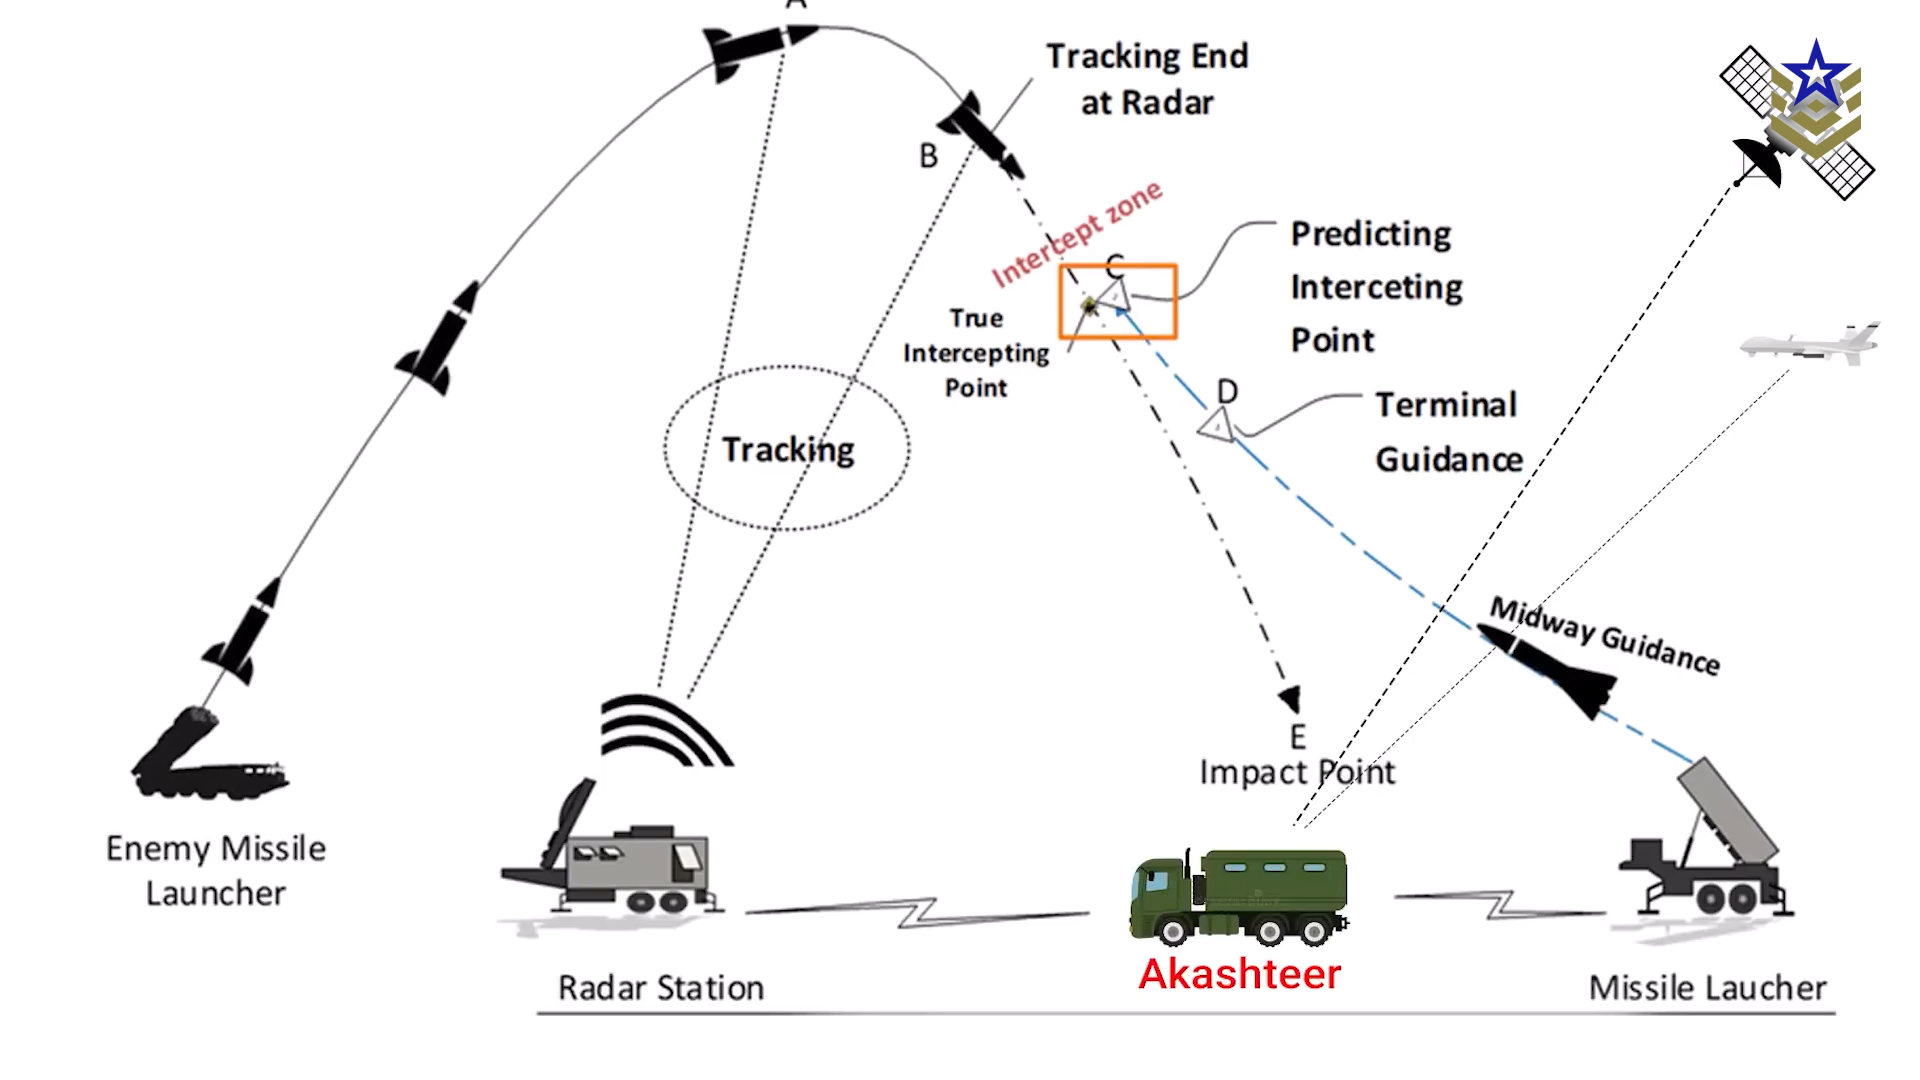 A
Tracking End
at Radar
B
Intercept zone
C
Predicting
Interceting
Point
True
Intercepting
Point
D
Terminal
Guidance
Tracking
Midway Guidance
E
Impact Point
Enemy Missile
Launcher
Radar Station
Akashteer
Missile Laucher